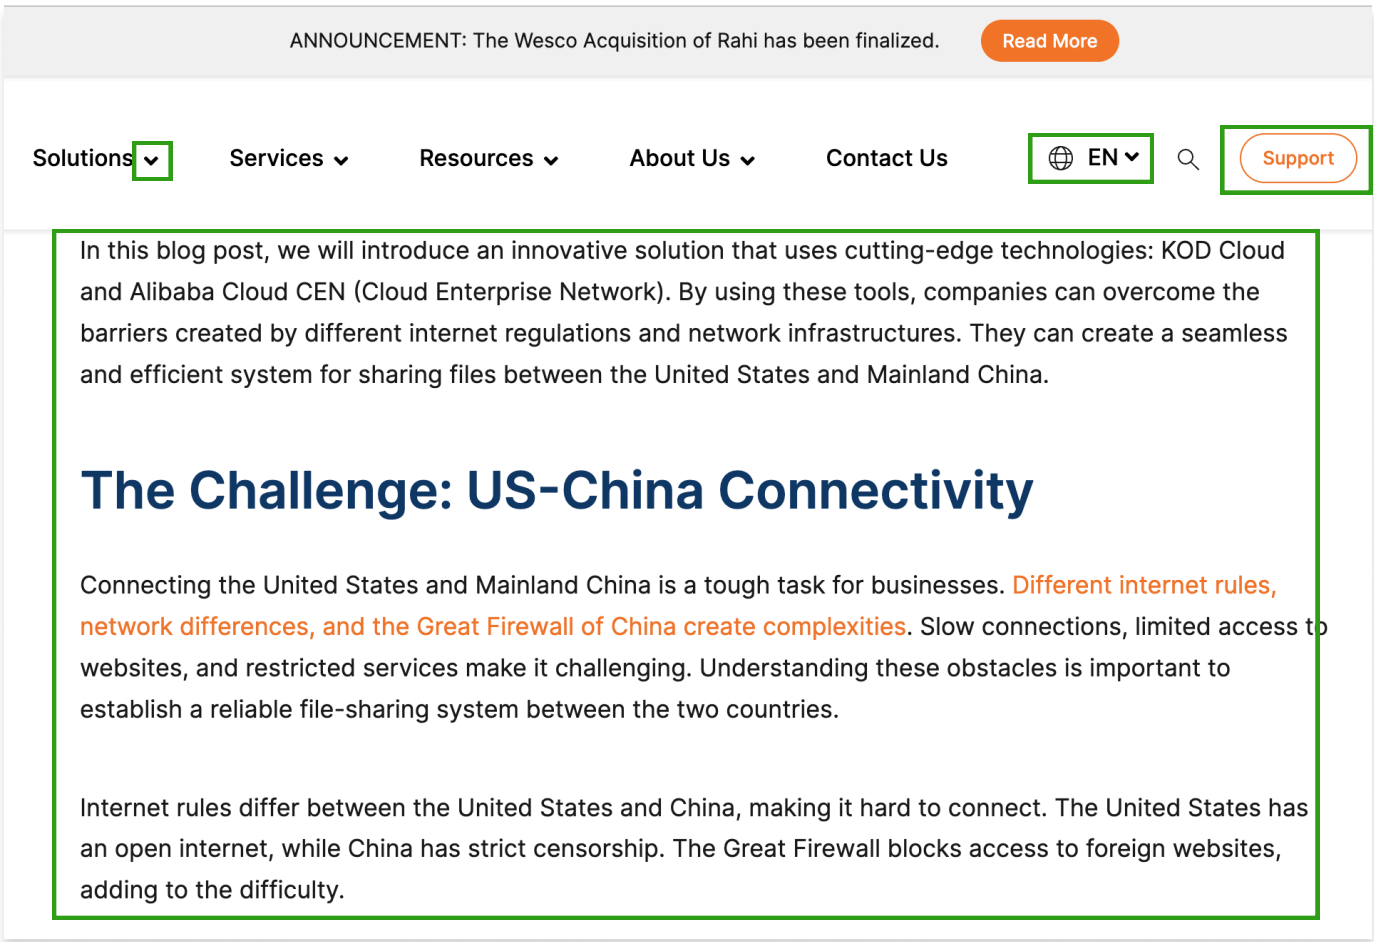 ANNOUNCEMENT: The Wesco Acquisition of Rahi has been finalized. Read More
Solutions Services Resources About Us Contact Us EN Support
In this blog post, we will introduce an innovative solution that uses cutting-edge technologies: KOD Cloud
and Alibaba Cloud CEN (Cloud Enterprise Network). By using these tools, companies can overcome the
barriers created by different internet regulations and network infrastructures. They can create a seamless
and efficient system for sharing files between the United States and Mainland China.
The Challenge: US-China Connectivity
Connecting the United States and Mainland China is a tough task for businesses. Different internet rules,
network differences, and the Great Firewall of China create complexities. Slow connections, limited access to
websites, and restricted services make it challenging. Understanding these obstacles is important to
establish a reliable file-sharing system between the two countries.
Internet rules differ between the United States and China, making it hard to connect. The United States has
an open internet, while China has strict censorship. The Great Firewall blocks access to foreign websites,
adding to the difficulty.